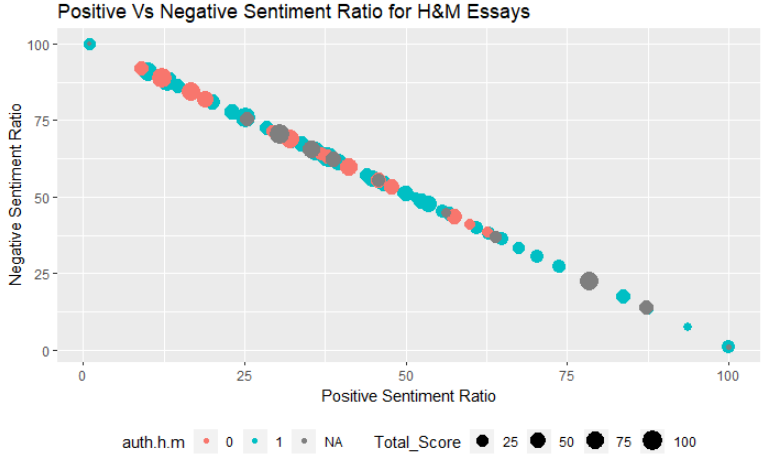 Positive Vs Negative Sentiment Ratio for H&M Essays
100
75
50
25
0
Negative Sentiment Ratio
0 25 50 75 100
Positive Sentiment Ratio
auth.h.m 0 1 NA Total_Score 25 50 75 100